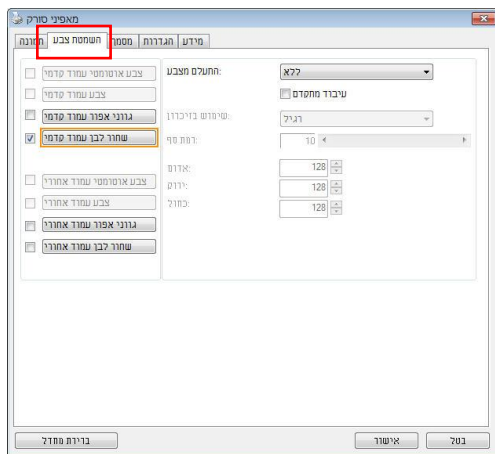 מאפיני סורק
תמונה השמטת צבע מסמך הגדרות מידע
צבע אוטומטי עמוד קדמי
צבע עמוד קדמי
גווני אפור עמוד קדמי
שחור לבן עמוד קדמי
צבע אוטומטי עמוד אחורי
צבע עמוד אחורי
גווני אפור עמוד אחורי
שחור לבן עמוד אחורי
התעלם מצבע: ללא
עיבוד מתקדם
שימוש בזיכרון: רגיל
רמת סף: 10
אדום: 128
ירוק: 128
כחול: 128
ברירת מחדל אישור בטל